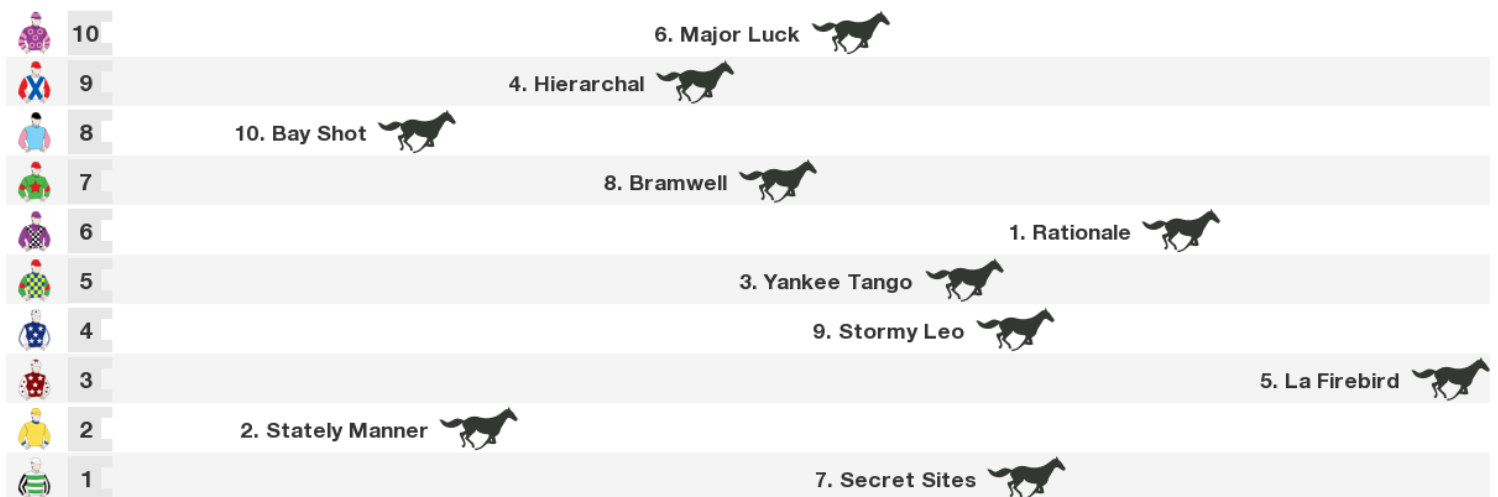 10 6. Major Luck
9 4. Hierarchal
8 10. Bay Shot
7 8. Bramwell
6 1. Rationale
5 3. Yankee Tango
4 9. Stormy Leo
3 5. La Firebird
2 2. Stately Manner
1 7. Secret Sites